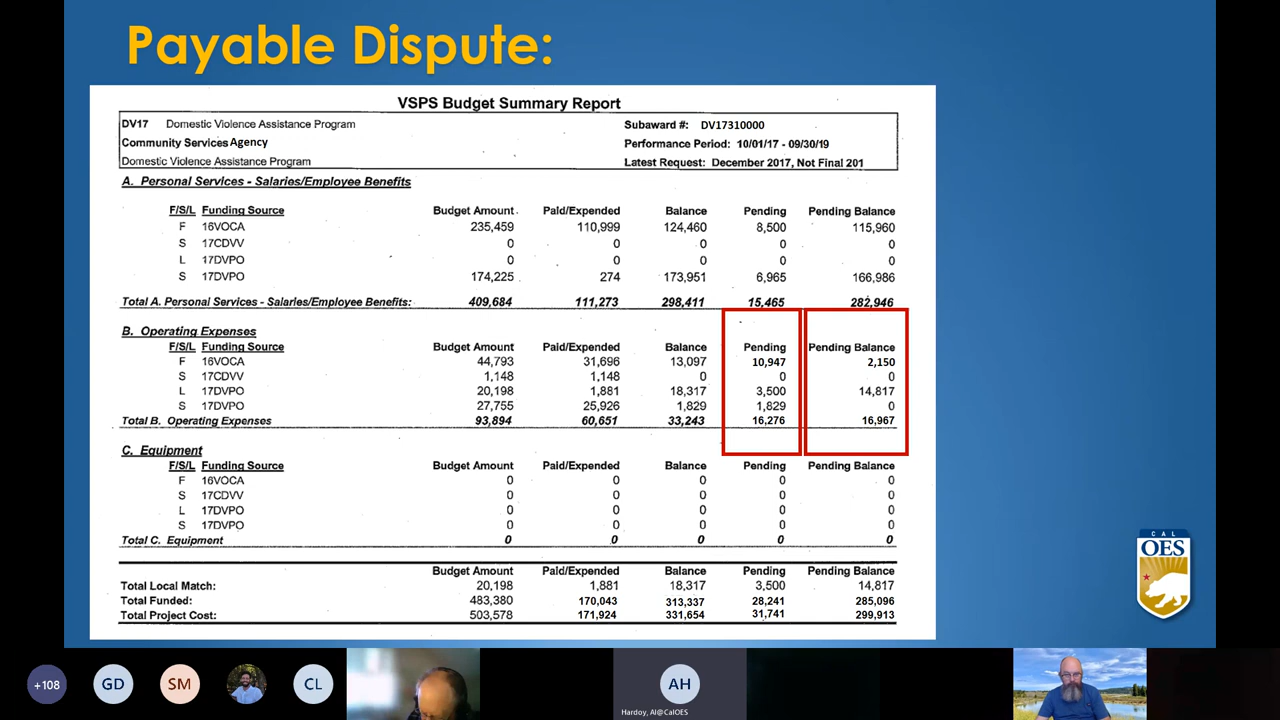 Payable Dispute:
VSPS Budget Summary Report
DV17 Domestic Violence Assistance Program Subaward #: DV17310000
Community Services Agency Performance Period: 10/01/17 - 09/30/19
Domestic Violence Assistance Program Latest Request: December 2017, Not Final 201
A. Personal Services - Salaries/Employee Benefits
F/S/L Funding Source Budget Amount Paid/Expended Balance Pending Pending Balance
F 16VOCA 235,459 110,999 124,460 8,500 115,960
S 17CDVV 0 0 0 0 0
L 17DVPO 0 0 0 0 0
S 17DVPO 174,225 274 173,951 6,965 166,986
Total A. Personal Services - Salaries/Employee Benefits: 409,684 111,273 298,411 15,465 282,946
B. Operating Expenses
F/S/L Funding Source Budget Amount Paid/Expended Balance Pending Pending Balance
F 16VOCA 44,793 31,696 13,097 10,947 2,150
S 17CDVV 1,148 1,148 0 0 0
L 17DVPO 20,198 1,881 18,317 3,500 14,817
S 17DVPO 27,755 25,926 1,829 1,829 0
Total B. Operating Expenses 93,894 60,651 33,243 16,276 16,967
C. Equipment
F/S/L Funding Source Budget Amount Paid/Expended Balance Pending Pending Balance
F 16VOCA 0 0 0 0 0
S 17CDVV 0 0 0 0 0
L 17DVPO 0 0 0 0 0
S 17DVPO 0 0 0 0 0
Total C. Equipment 0 0 0 0 0
Budget Amount Paid/Expended Balance Pending Pending Balance
Total Local Match: 20,198 1,881 18,317 3,500 14,817
Total Funded: 483,380 170,043 313,337 28,241 285,096
Total Project Cost: 503,578 171,924 331,654 31,741 299,913
CAL
OES
+108 GD SM CL AH
Hardoy, Al@CalOES